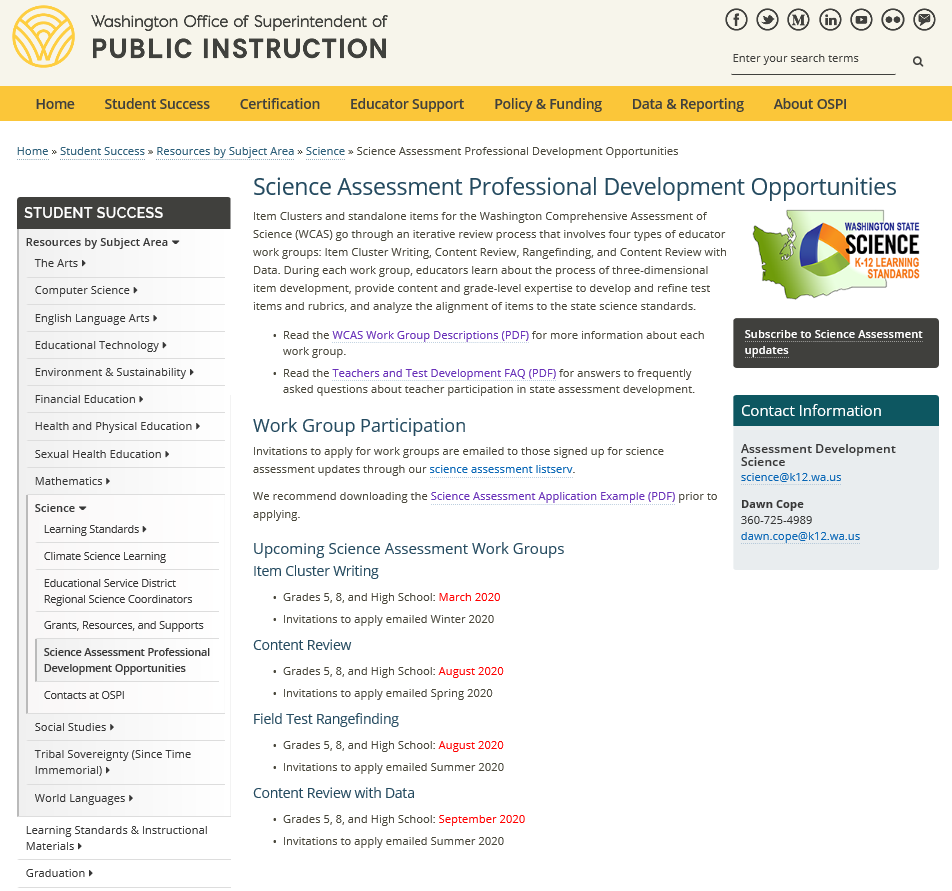 Washington Office of Superintendent of
PUBLIC INSTRUCTION
Enter your search terms
Home Student Success Certification Educator Support Policy & Funding Data & Reporting About OSPI
Home » Student Success » Resources by Subject Area » Science » Science Assessment Professional Development Opportunities
STUDENT SUCCESS
Resources by Subject Area
The Arts
Computer Science
English Language Arts
Educational Technology
Environment & Sustainability
Financial Education
Health and Physical Education
Sexual Health Education
Mathematics
Science
Learning Standards
Climate Science Learning
Educational Service District
Regional Science Coordinators
Grants, Resources, and Supports
Science Assessment Professional
Development Opportunities
Contacts at OSPI
Social Studies
Tribal Sovereignty (Since Time
Immemorial)
World Languages
Learning Standards & Instructional
Materials
Graduation
Science Assessment Professional Development Opportunities
Item Clusters and standalone items for the Washington Comprehensive Assessment of
Science (WCAS) go through an iterative review process that involves four types of educator
work groups: Item Cluster Writing, Content Review, Rangefinding, and Content Review with
Data. During each work group, educators learn about the process of three-dimensional
item development, provide content and grade-level expertise to develop and refine test
items and rubrics, and analyze the alignment of items to the state science standards.
• Read the WCAS Work Group Descriptions (PDF) for more information about each
work group.
• Read the Teachers and Test Development FAQ (PDF) for answers to frequently
asked questions about teacher participation in state assessment development.
Work Group Participation
Invitations to apply for work groups are emailed to those signed up for science
assessment updates through our science assessment listserv.
We recommend downloading the Science Assessment Application Example (PDF) prior to
applying.
Upcoming Science Assessment Work Groups
Item Cluster Writing
• Grades 5, 8, and High School: March 2020
• Invitations to apply emailed Winter 2020
Content Review
• Grades 5, 8, and High School: August 2020
• Invitations to apply emailed Spring 2020
Field Test Rangefinding
• Grades 5, 8, and High School: August 2020
• Invitations to apply emailed Summer 2020
Content Review with Data
• Grades 5, 8, and High School: September 2020
• Invitations to apply emailed Summer 2020
WASHINGTON STATE
SCIENCE
K-12 LEARNING
STANDARDS
Subscribe to Science Assessment
updates
Contact Information
Assessment Development
Science
science@k12.wa.us
Dawn Cope
360-725-4989
dawn.cope@k12.wa.us